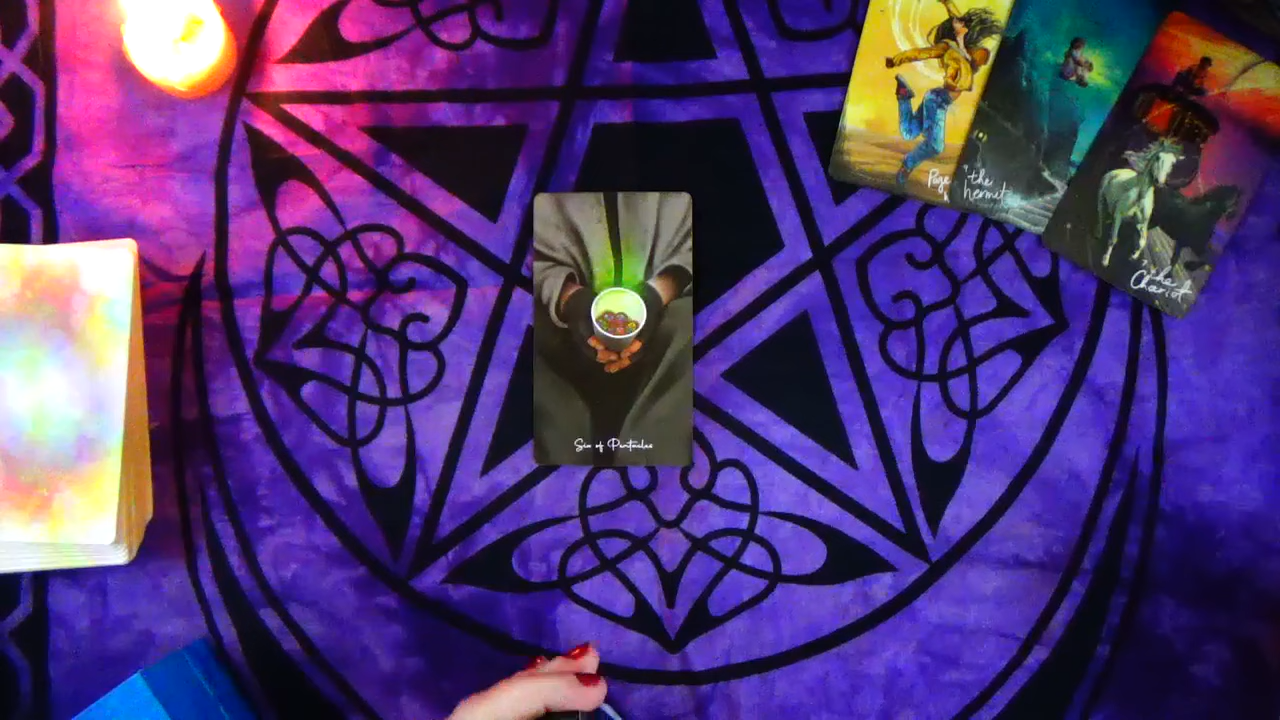 Page
the
hermit
the
Chariot
Six of Pentacles